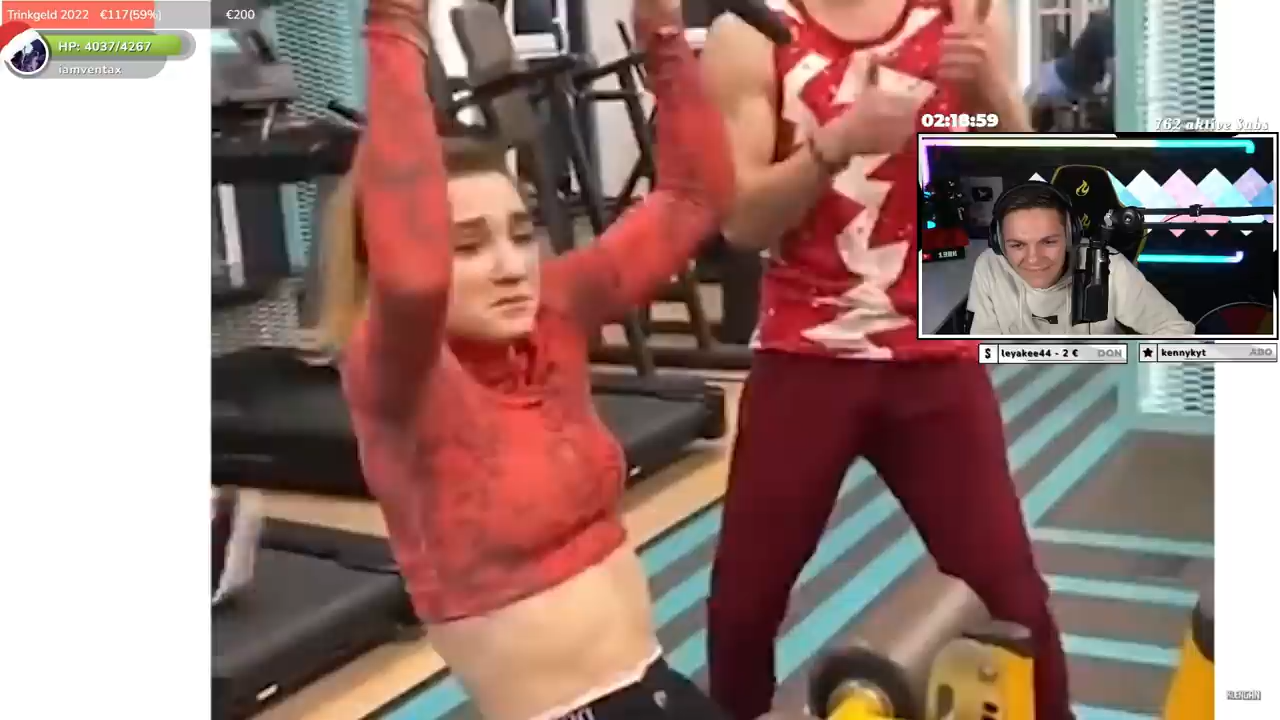 Trinkgeld 2022 €117(59%) €200
HP: 4037/4267
iamventax
02:18:59
762 aktive Subs
198K
$ leyakee44 - 2 € DON
kennykyt ABO